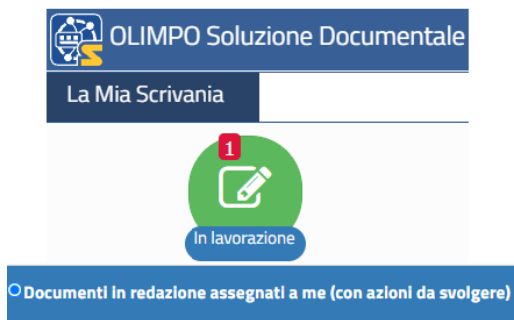 OLIMPO Soluzione Documentale
La Mia Scrivania
1
In lavorazione
Documenti in redazione assegnati a me (con azioni da svolgere)